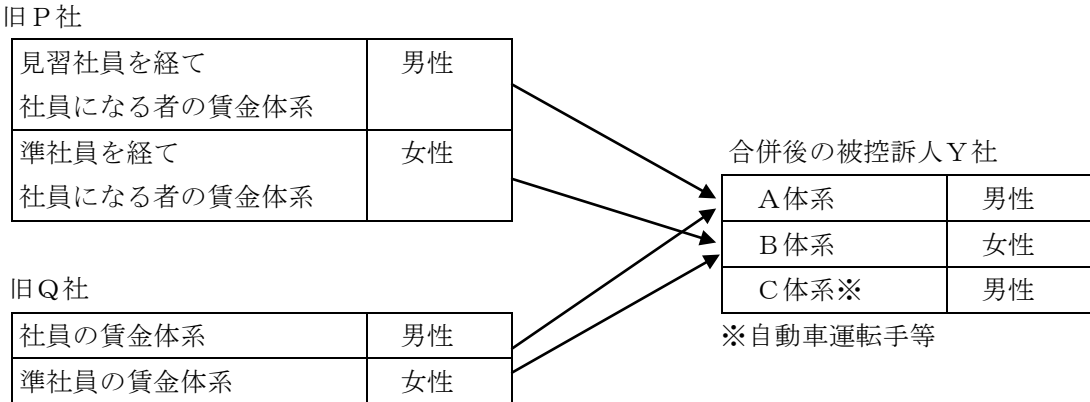 旧Ｐ社
見習社員を経て 男性
社員になる者の賃金体系
準社員を経て 女性
社員になる者の賃金体系
旧Ｑ社
社員の賃金体系 男性
準社員の賃金体系 女性
合併後の被控訴人Ｙ社
Ａ体系 男性
Ｂ体系 女性
Ｃ体系※ 男性
※自動車運転手等